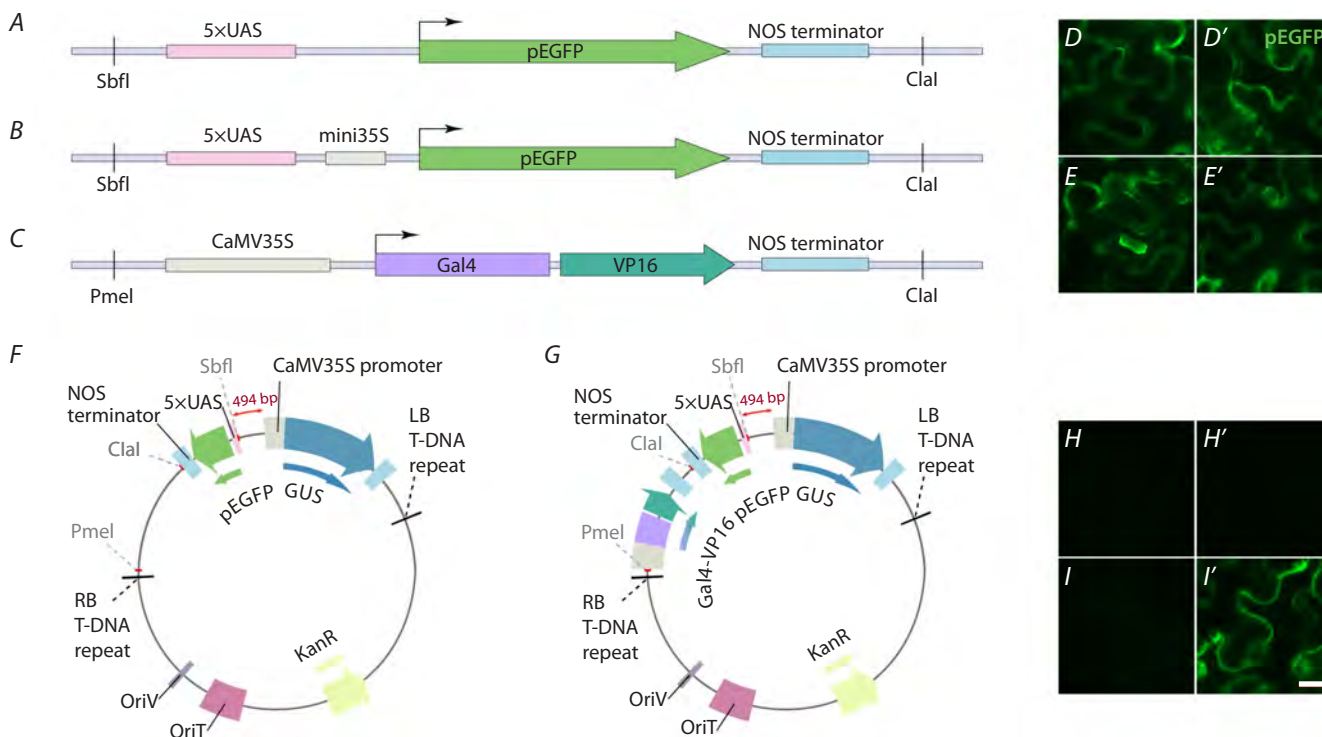 A
5×UAS
pEGFP
NOS terminator
SbfI
ClaI
B
5×UAS
mini35S
pEGFP
NOS terminator
SbfI
ClaI
C
CaMV35S
Gal4
VP16
NOS terminator
PmeI
ClaI
D
D′
pEGFP
E
E′
F
SbfI
CaMV35S promoter
NOS
terminator
5×UAS
494 bp
LB
T-DNA
repeat
ClaI
pEGFP
GUS
PmeI
RB
T-DNA
repeat
KanR
OriV
OriT
G
SbfI
CaMV35S promoter
NOS
terminator
5×UAS
494 bp
LB
T-DNA
repeat
ClaI
Gal4-VP16 pEGFP GUS
PmeI
RB
T-DNA
repeat
KanR
OriV
OriT
H
H′
I
I′